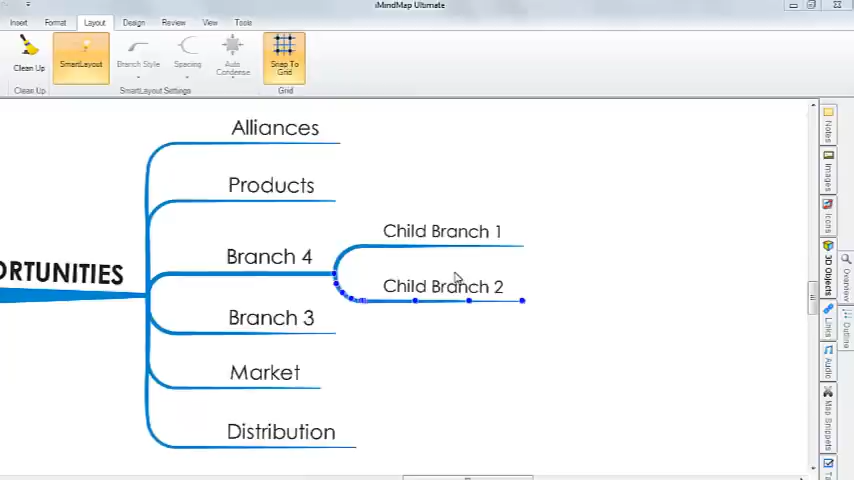 iMindMap Ultimate
Insert Format Layout Design Review View Tools
Clean Up SmartLayout Branch Style Spacing Auto Condense Snap To Grid
Clean Up SmartLayout Settings Grid
Alliances
Products
Child Branch 1
Branch 4
ORTUNITIES
Child Branch 2
Branch 3
Market
Distribution
Notes
Images
Icons
3D Objects
Links
Audio
Map Snippets
Ta
Overview
Outline